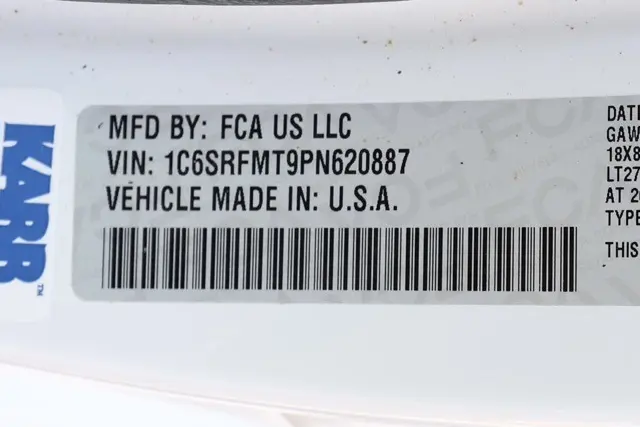 MFD BY: FCA US LLC
VIN: 1C6SRFMT9PN620887
VEHICLE MADE IN: U.S.A.
KARR
TM
DATE
GAW
18X8
LT27
AT 2
TYPE
THIS